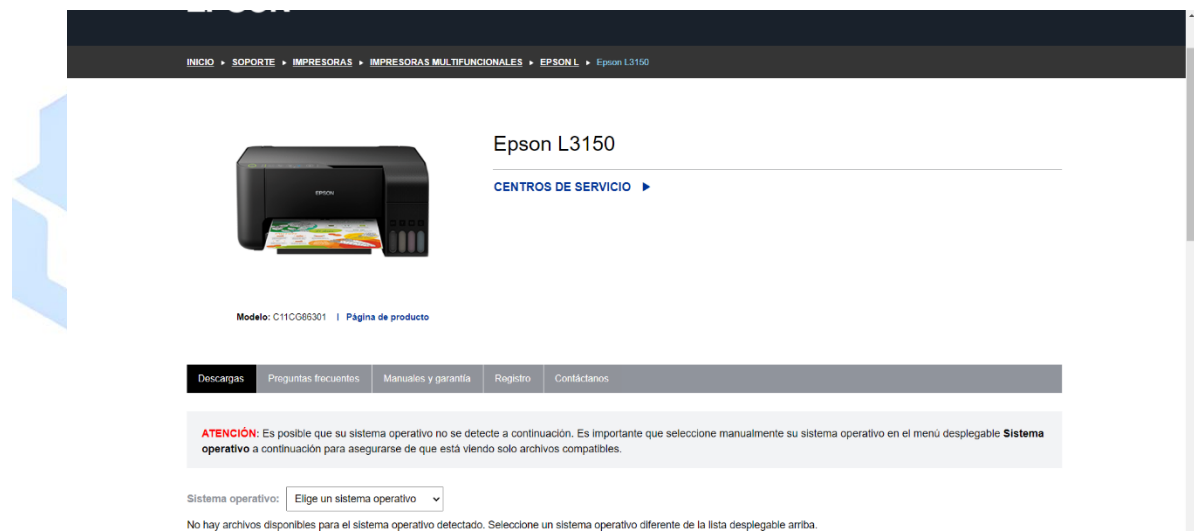 EPSON
INICIO ▸ SOPORTE ▸ IMPRESORAS ▸ IMPRESORAS MULTIFUNCIONALES ▸ EPSON L ▸ Epson L3150
Epson L3150
CENTROS DE SERVICIO ▶
EPSON
Modelo: C11CG86301 | Página de producto
Descargas Preguntas frecuentes Manuales y garantía Registro Contáctanos
ATENCIÓN: Es posible que su sistema operativo no se detecte a continuación. Es importante que seleccione manualmente su sistema operativo en el menú desplegable Sistema
operativo a continuación para asegurarse de que está viendo solo archivos compatibles.
Sistema operativo: Elige un sistema operativo
No hay archivos disponibles para el sistema operativo detectado. Seleccione un sistema operativo diferente de la lista desplegable arriba.